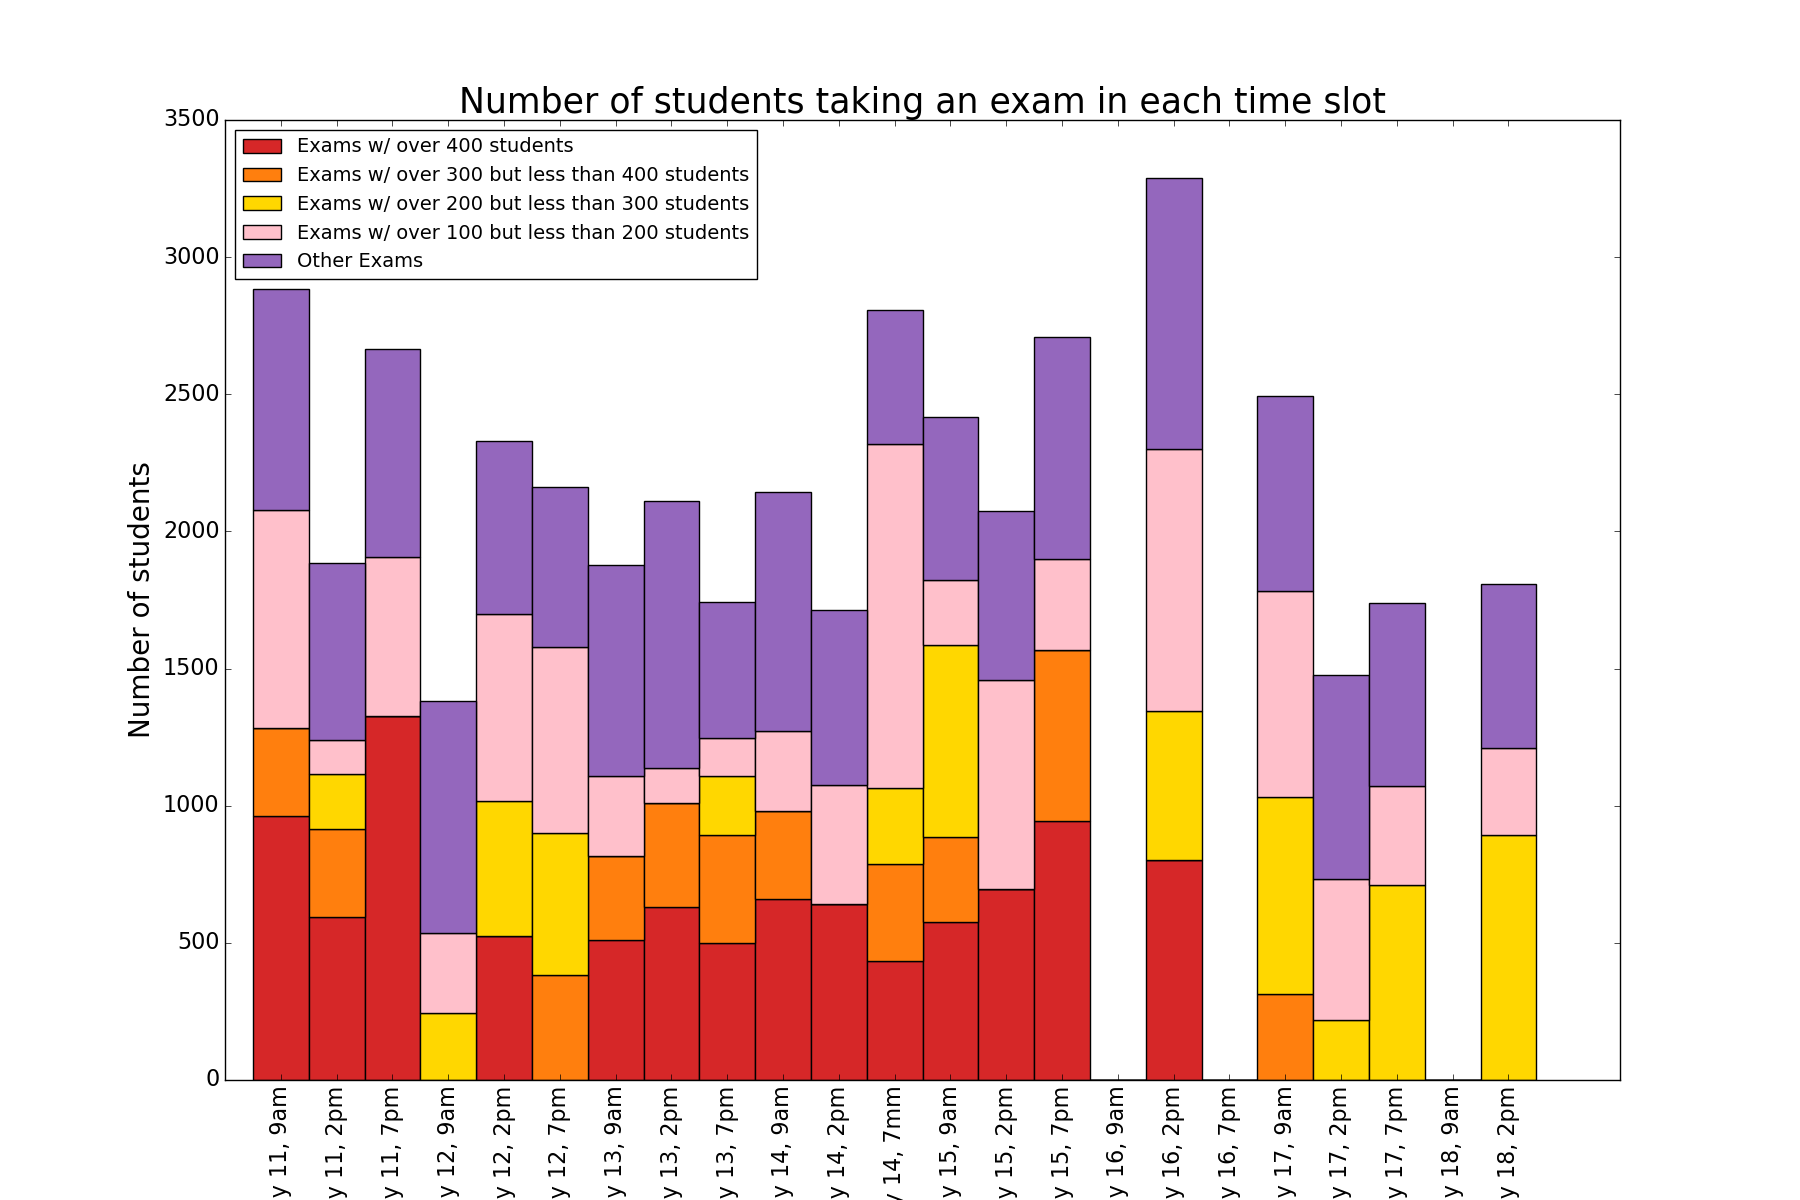 Number of students taking an exam in each time slot
3500
3000
2500
2000
1500
1000
500
0
Number of students
Exams w/ over 400 students
Exams w/ over 300 but less than 400 students
Exams w/ over 200 but less than 300 students
Exams w/ over 100 but less than 200 students
Other Exams
y 11, 9am
y 11, 2pm
y 11, 7pm
y 12, 9am
y 12, 2pm
y 12, 7pm
y 13, 9am
y 13, 2pm
y 13, 7pm
y 14, 9am
y 14, 2pm
y 14, 7mm
y 15, 9am
y 15, 2pm
y 15, 7pm
y 16, 9am
y 16, 2pm
y 16, 7pm
y 17, 9am
y 17, 2pm
y 17, 7pm
y 18, 9am
y 18, 2pm